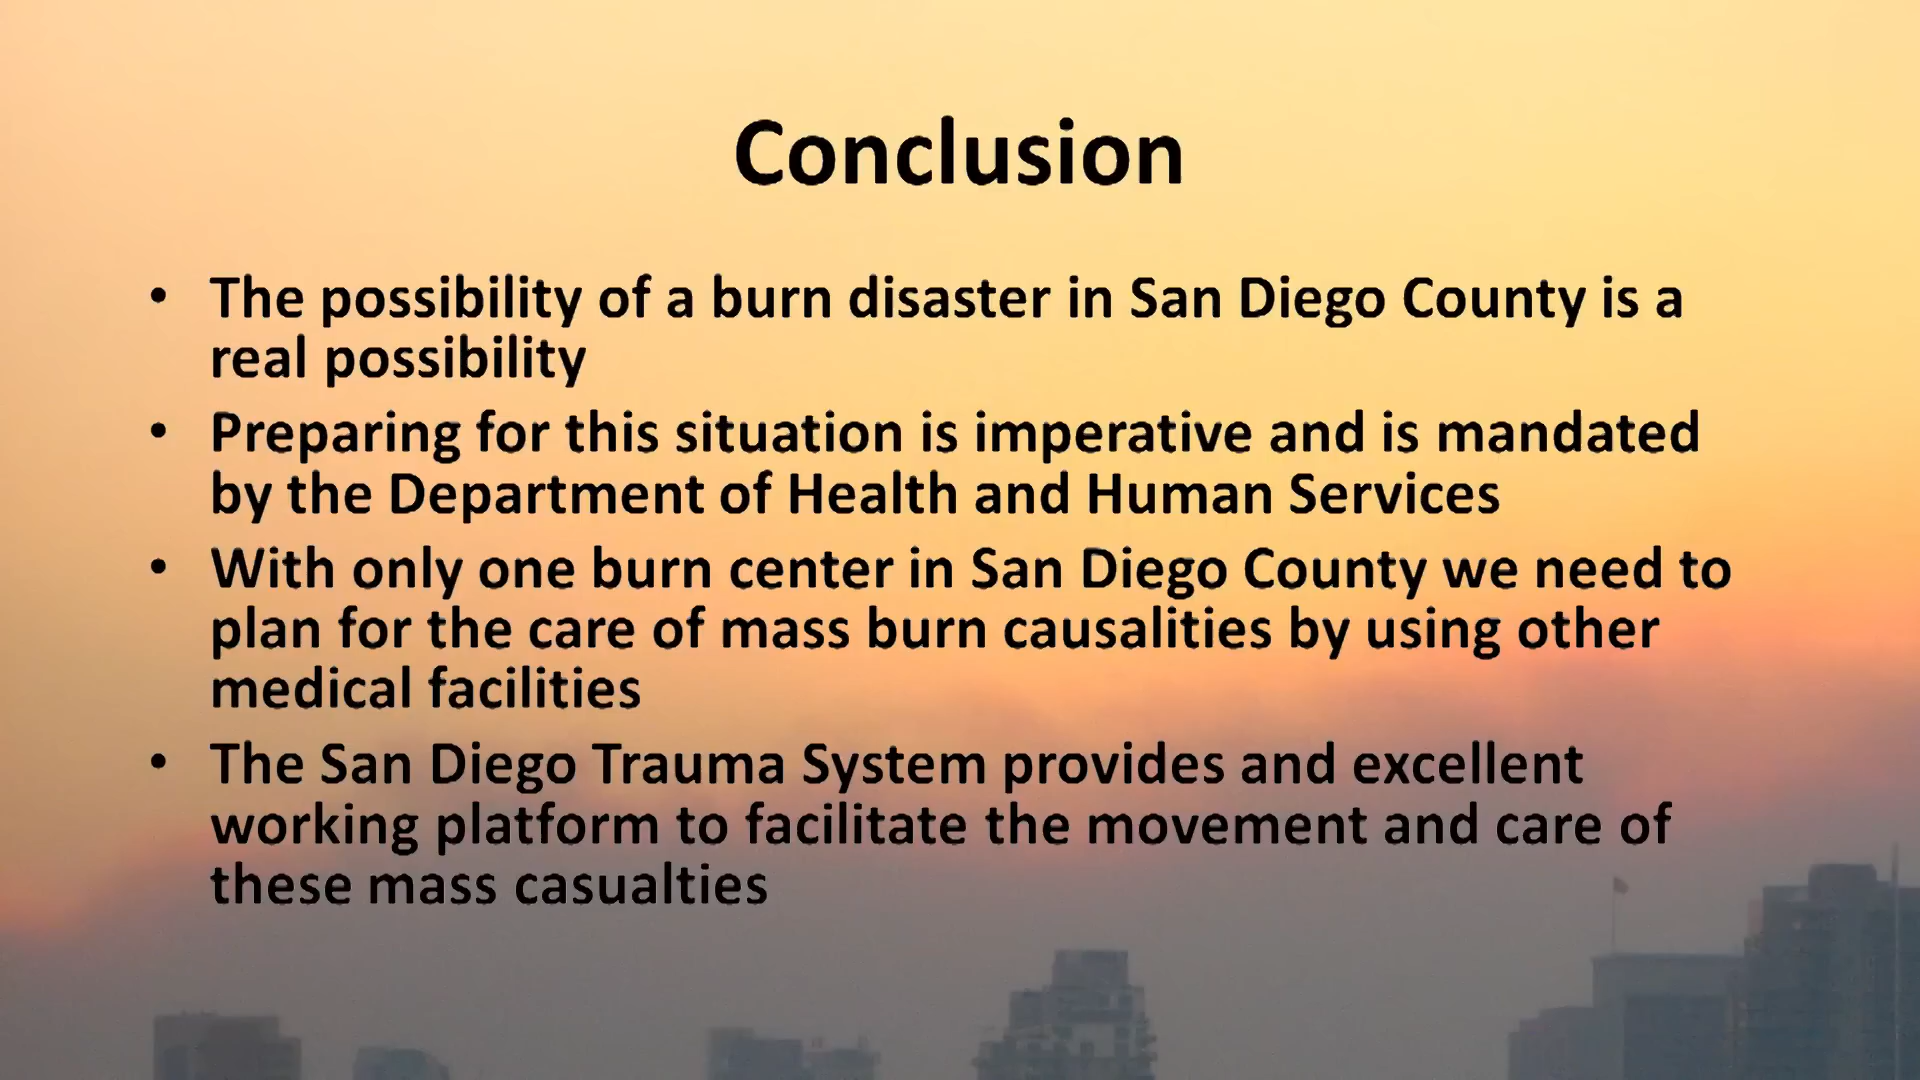 Conclusion
• The possibility of a burn disaster in San Diego County is a
real possibility
• Preparing for this situation is imperative and is mandated
by the Department of Health and Human Services
• With only one burn center in San Diego County we need to
plan for the care of mass burn causalities by using other
medical facilities
• The San Diego Trauma System provides and excellent
working platform to facilitate the movement and care of
these mass casualties